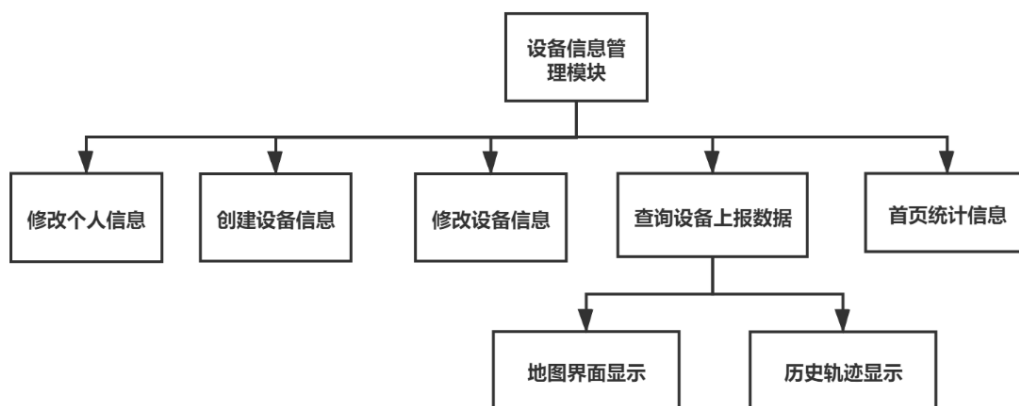 设备信息管
理模块
修改个人信息
创建设备信息
修改设备信息
查询设备上报数据
首页统计信息
地图界面显示
历史轨迹显示